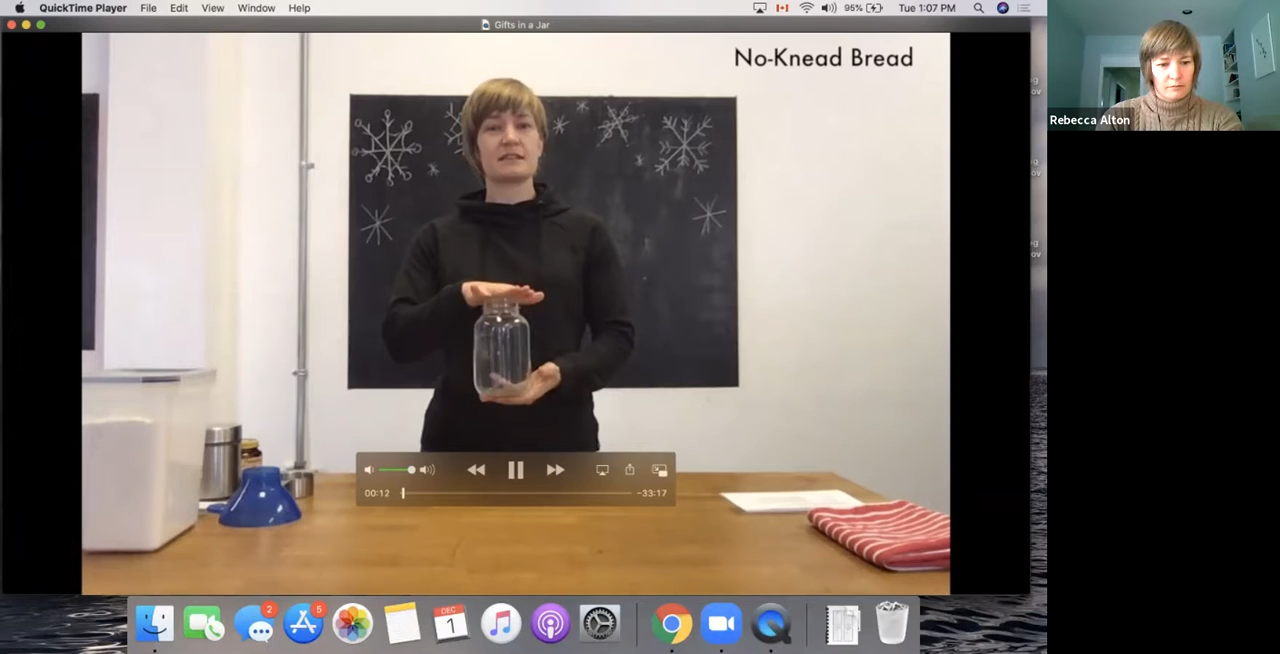 QuickTime Player File Edit View Window Help 95% Tue 1:07 PM
Gifts in a Jar
No-Knead Bread
Rebecca Alton
00:12 -33:17
2
5
DEC
1